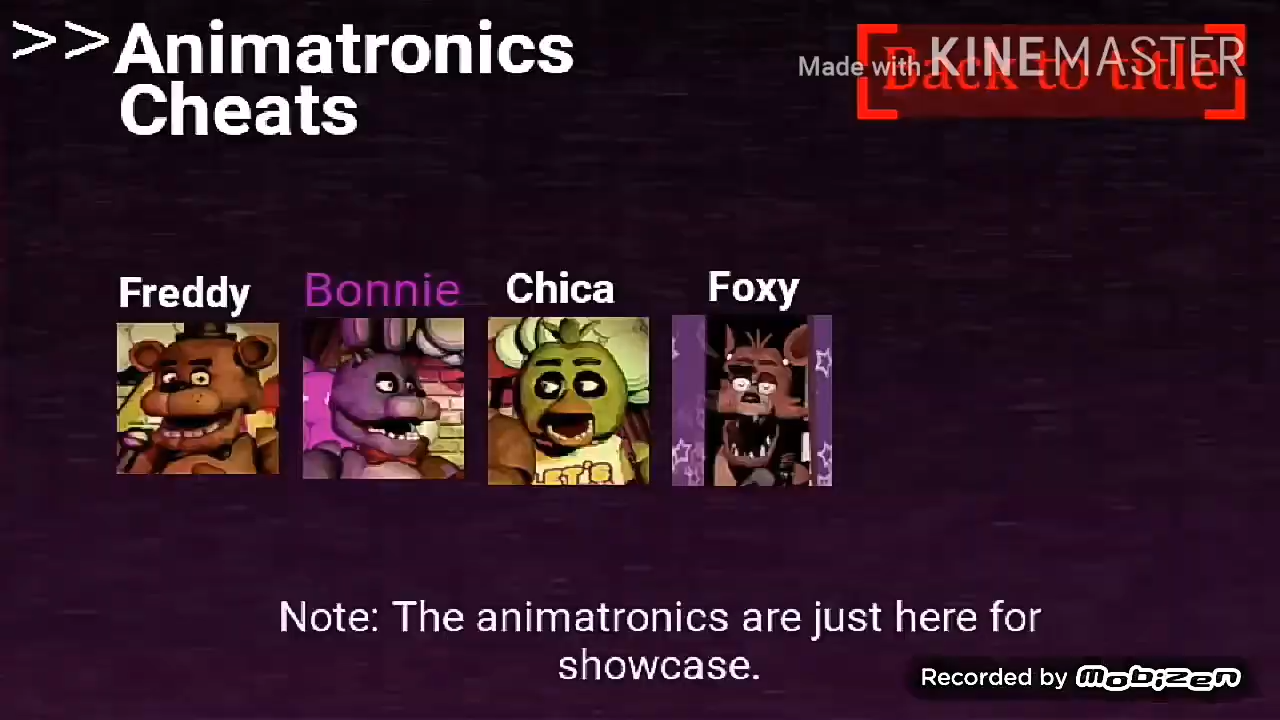 >>Animatronics
Cheats
Made with KINEMASTER
Back to title
Freddy
Bonnie
Chica
Foxy
LET'S
Note: The animatronics are just here for
showcase.
Recorded by mobizen